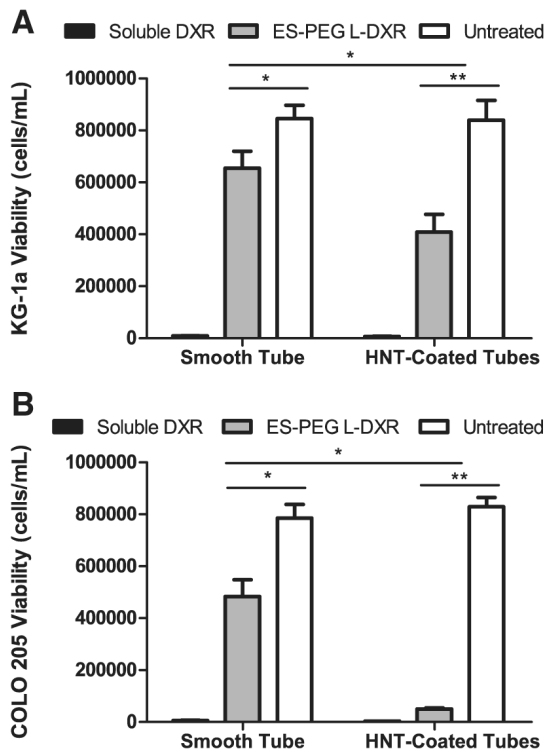 A
Soluble DXR ES-PEG L-DXR Untreated
KG-1a Viability (cells/mL)
1000000
800000
600000
400000
200000
0
*
*
**
Smooth Tube HNT-Coated Tubes
B
Soluble DXR ES-PEG L-DXR Untreated
COLO 205 Viability (cells/mL)
1000000
800000
600000
400000
200000
0
*
*
**
Smooth Tube HNT-Coated Tubes